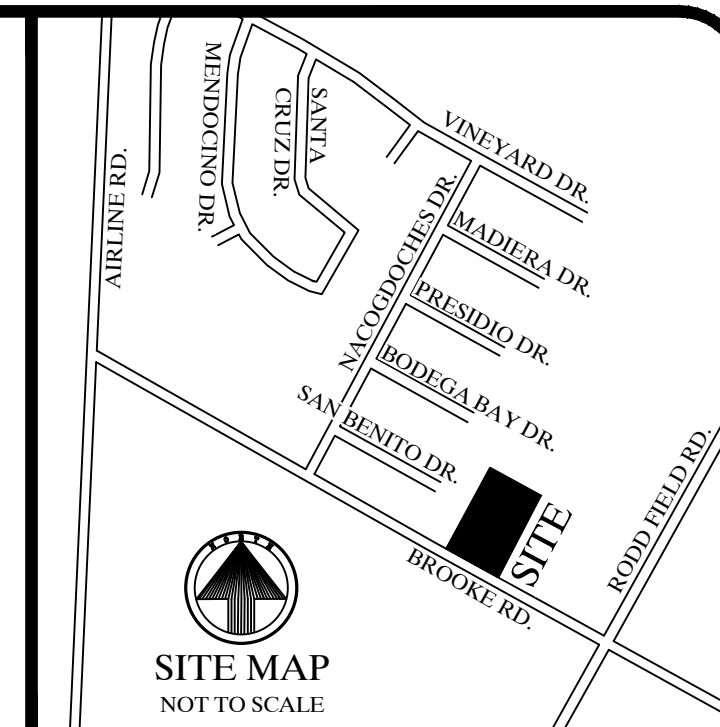 MENDOCINO DR.
SANTA
CRUZ DR.
VINEYARD DR.
AIRLINE RD.
NACOGDOCHES DR.
MADIERA DR.
PRESIDIO DR.
BODEGA BAY DR.
SAN BENITO DR.
RODD FIELD RD.
SITE
BROOKE RD.
NORTH
SITE MAP
NOT TO SCALE